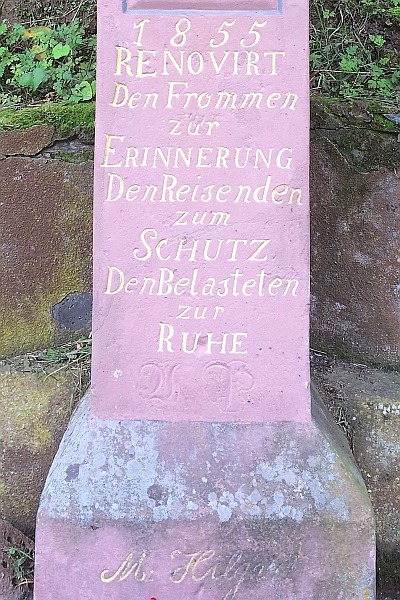 1855
RENOVIRT
Den Frommen
zur
ERINNERUNG
Den Reisenden
zum
SCHUTZ
Den Belasteten
zur
RUHE
M.